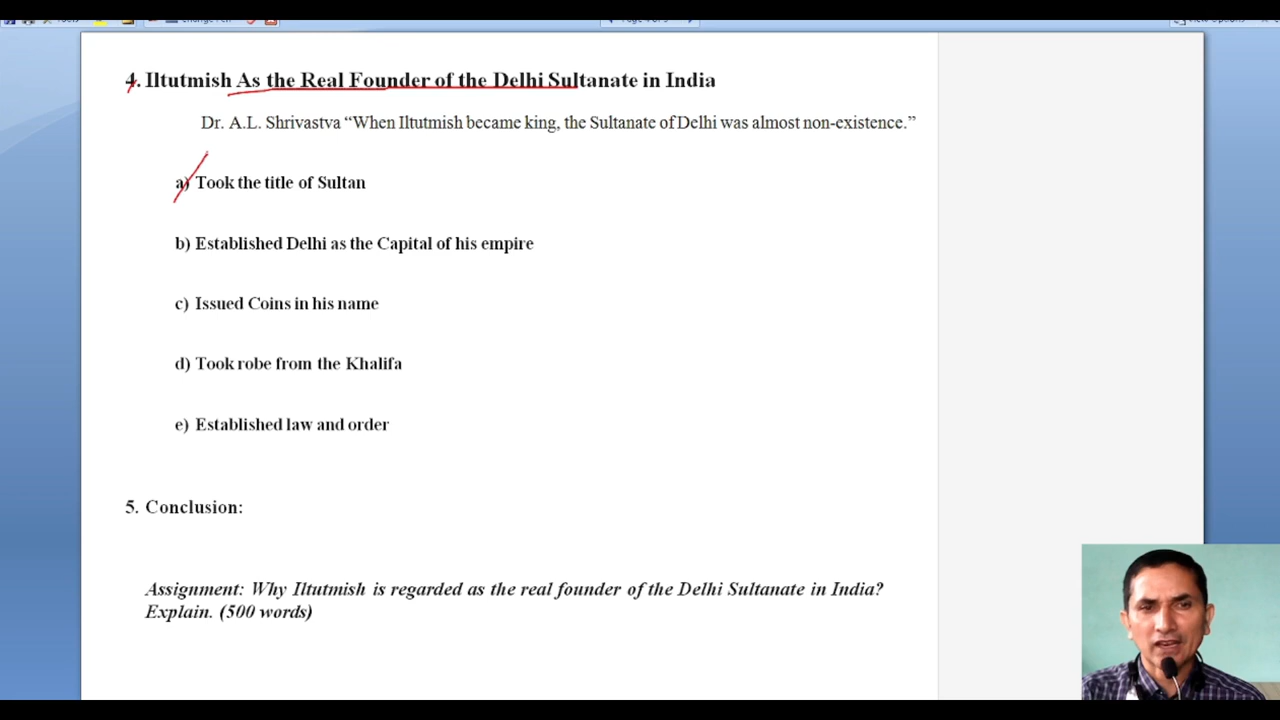 4. Iltutmish As the Real Founder of the Delhi Sultanate in India
Dr. A.L. Shrivastva “When Iltutmish became king, the Sultanate of Delhi was almost non-existence.”
a) Took the title of Sultan
b) Established Delhi as the Capital of his empire
c) Issued Coins in his name
d) Took robe from the Khalifa
e) Established law and order
5. Conclusion:
Assignment: Why Iltutmish is regarded as the real founder of the Delhi Sultanate in India?
Explain. (500 words)